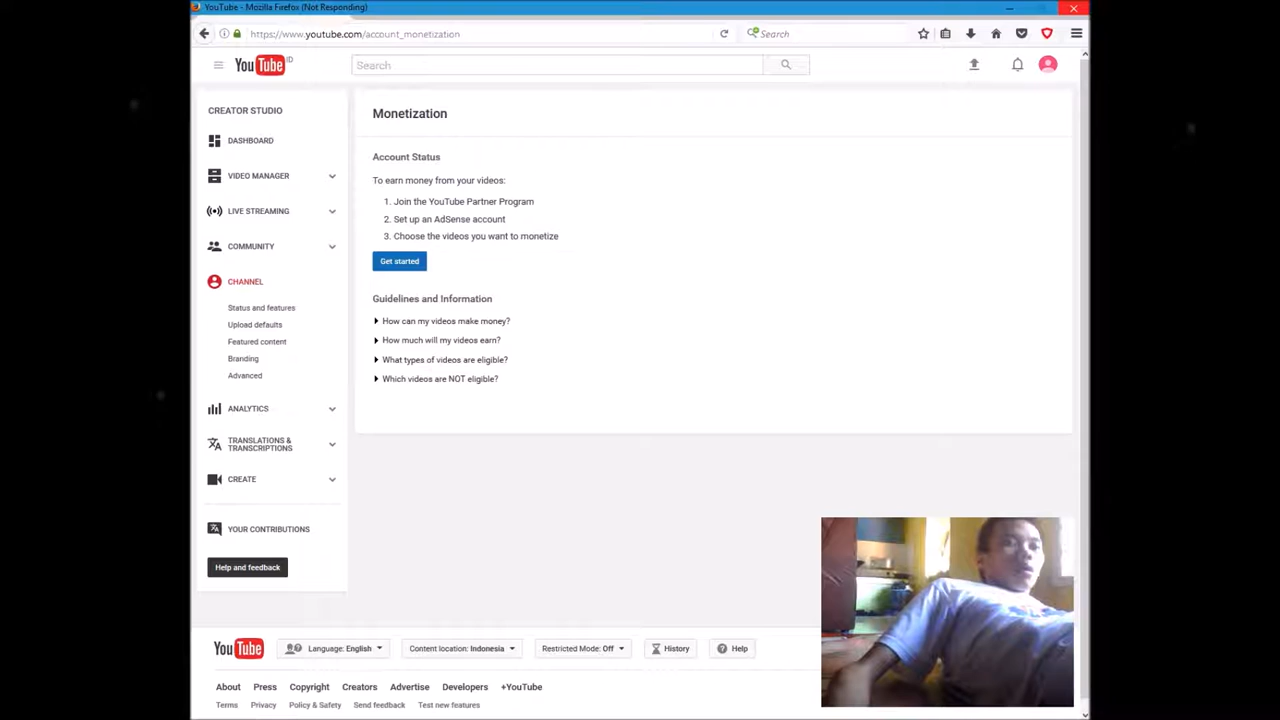 YouTube - Mozilla Firefox (Not Responding)
https://www.youtube.com/account_monetization
Search
YouTube ID
Search
CREATOR STUDIO
DASHBOARD
VIDEO MANAGER
LIVE STREAMING
COMMUNITY
CHANNEL
Status and features
Upload defaults
Featured content
Branding
Advanced
ANALYTICS
TRANSLATIONS &
TRANSCRIPTIONS
CREATE
YOUR CONTRIBUTIONS
Help and feedback
Monetization
Account Status
To earn money from your videos:
1. Join the YouTube Partner Program
2. Set up an AdSense account
3. Choose the videos you want to monetize
Get started
Guidelines and Information
How can my videos make money?
How much will my videos earn?
What types of videos are eligible?
Which videos are NOT eligible?
YouTube
Language: English
Content location: Indonesia
Restricted Mode: Off
History
Help
About Press Copyright Creators Advertise Developers +YouTube
Terms Privacy Policy & Safety Send feedback Test new features